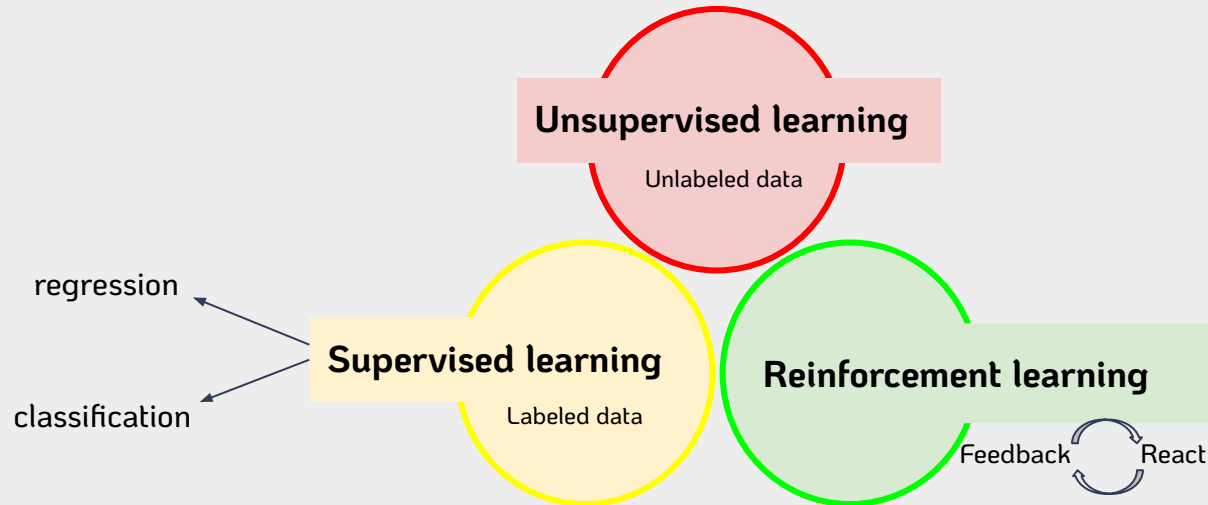 Unsupervised learning
Unlabeled data
regression
Supervised learning
classification
Labeled data
Reinforcement learning
Feedback
React